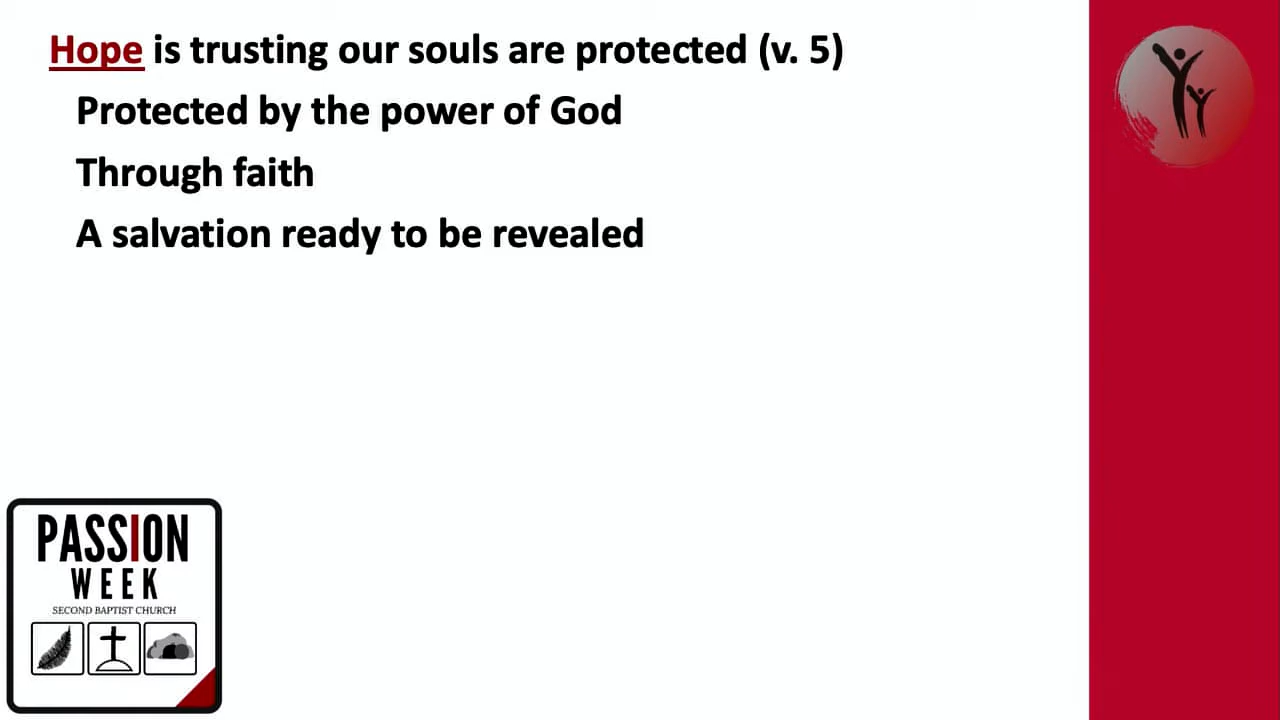 Hope is trusting our souls are protected (v. 5)
Protected by the power of God
Through faith
A salvation ready to be revealed
PASSION
WEEK
SECOND BAPTIST CHURCH